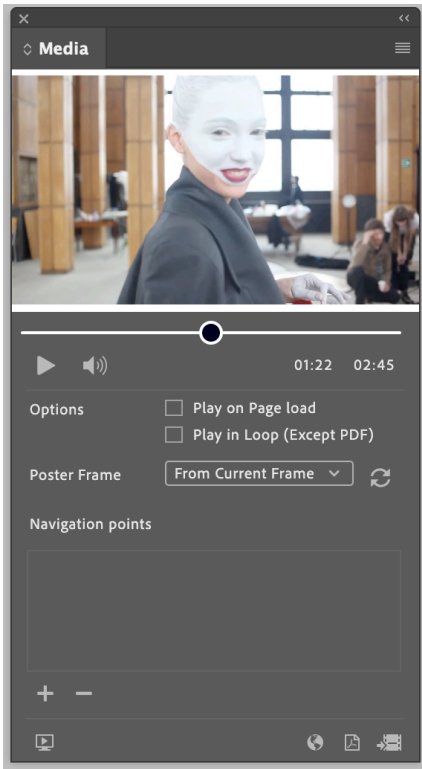 Media
01:22 02:45
Options
Play on Page load
Play in Loop (Except PDF)
Poster Frame
From Current Frame
Navigation points